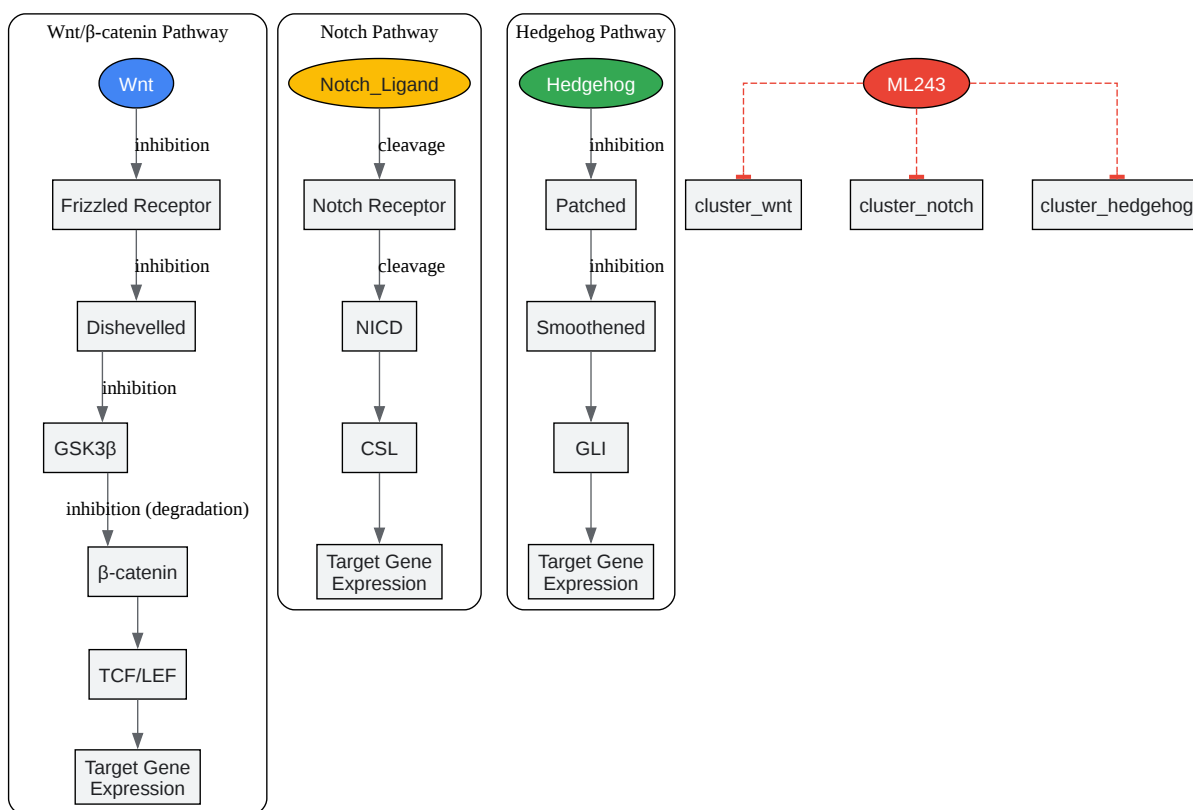 Wnt/β-catenin Pathway
Wnt
inhibition
Frizzled Receptor
inhibition
Dishevelled
inhibition
GSK3β
inhibition (degradation)
β-catenin
TCF/LEF
Target Gene
Expression
Notch Pathway
Notch_Ligand
cleavage
Notch Receptor
cleavage
NICD
CSL
Target Gene
Expression
Hedgehog Pathway
Hedgehog
inhibition
Patched
inhibition
Smoothened
GLI
Target Gene
Expression
ML243
cluster_wnt
cluster_notch
cluster_hedgehog